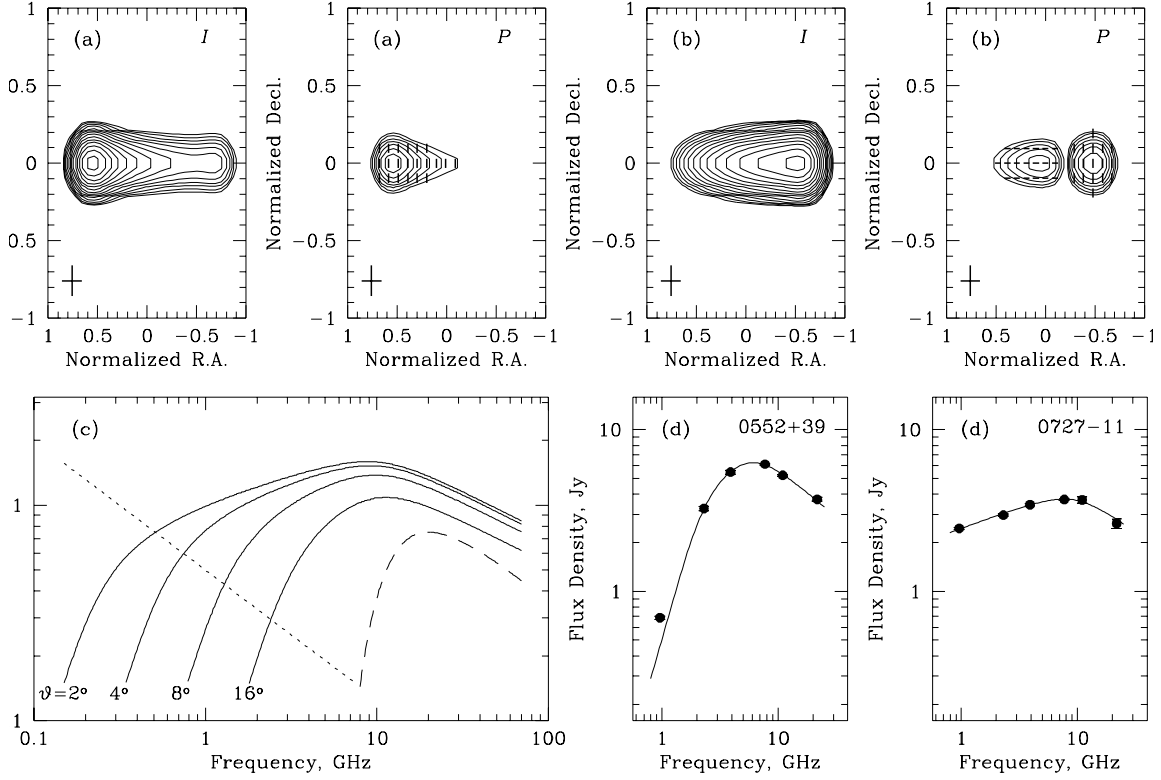 (a) I
(a) P
(b) I
(b) P
1
0.5
0
-0.5
-1
1 0.5 0 -0.5 -1
Normalized R.A.
Normalized Decl.
1
0.5
0
-0.5
-1
1 0.5 0 -0.5 -1
Normalized R.A.
Normalized Decl.
1
0.5
0
-0.5
-1
1 0.5 0 -0.5 -1
Normalized R.A.
Normalized Decl.
1
0.5
0
-0.5
-1
1 0.5 0 -0.5 -1
Normalized R.A.
(c)
1
1
ϑ=2° 4° 8° 16°
0.1 1 10 100
Frequency, GHz
(d) 0552+39
Flux Density, Jy
10
1
1 10
Frequency, GHz
(d) 0727-11
Flux Density, Jy
10
1
1 10
Frequency, GHz